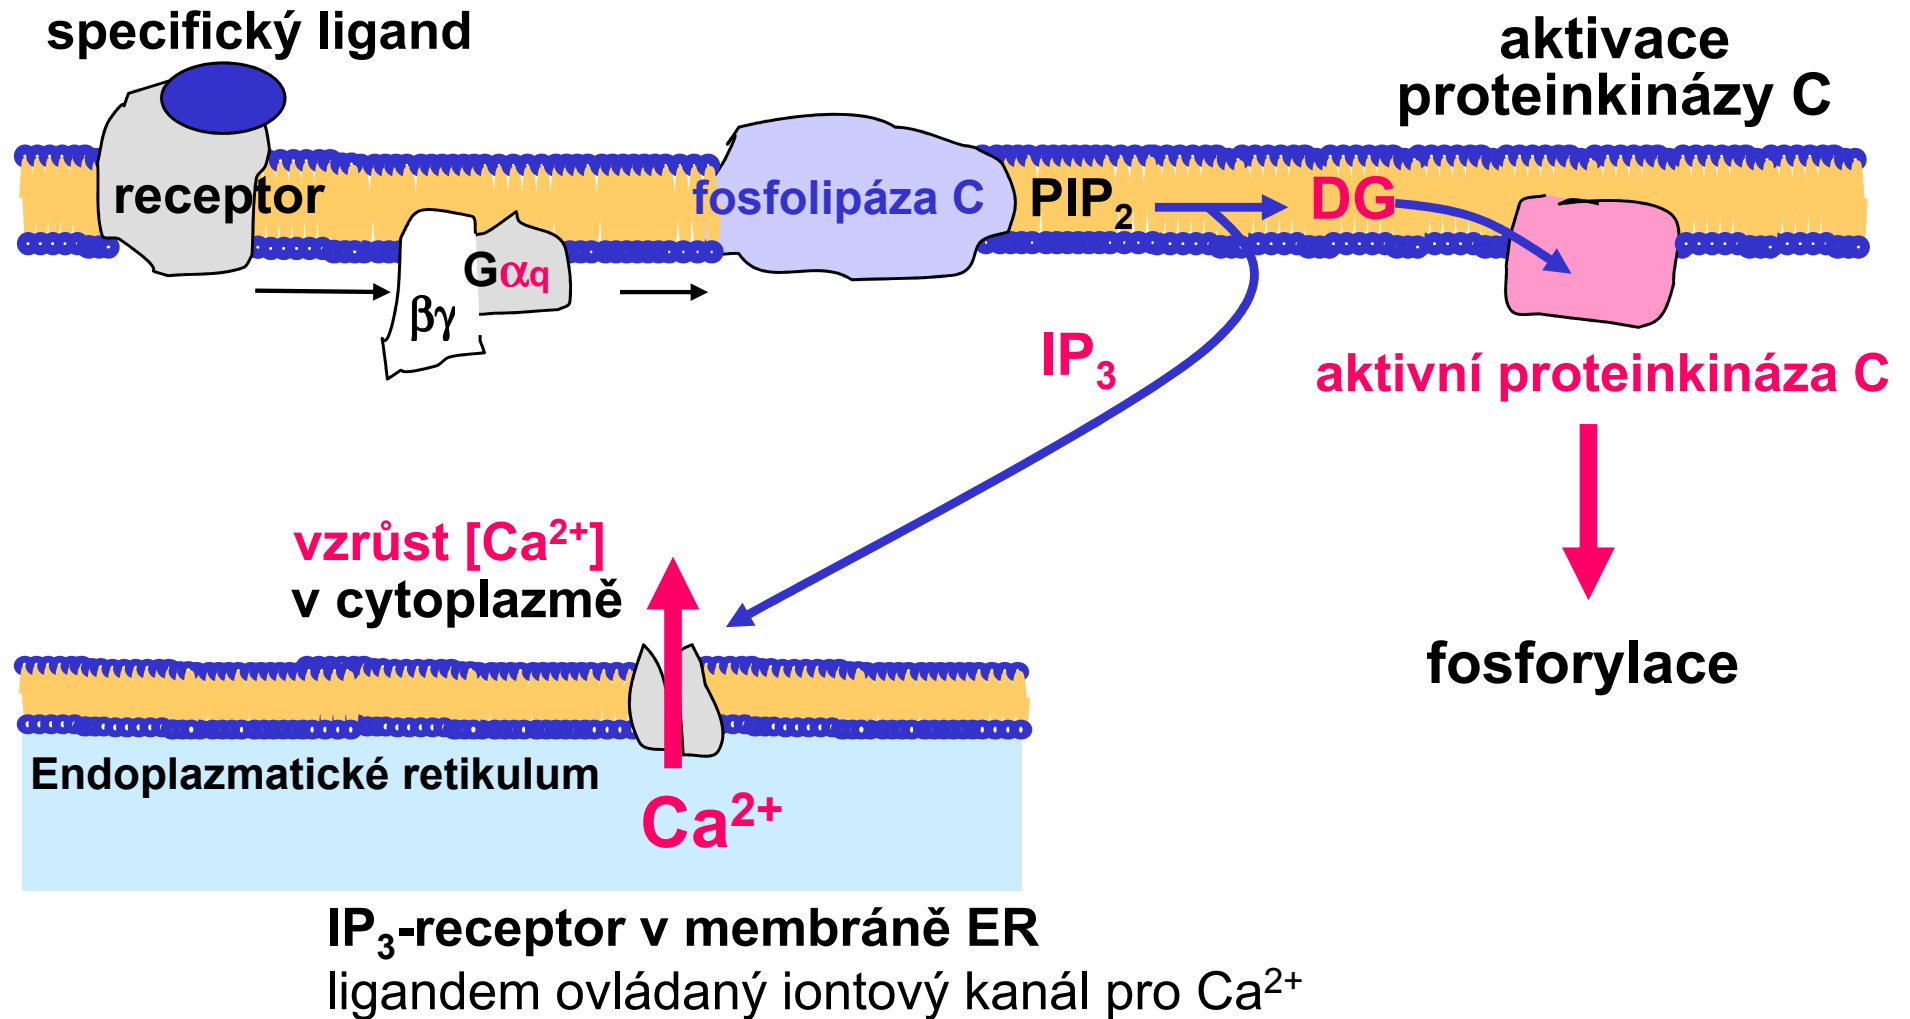 specifický ligand
aktivace
proteinkinázy C
receptor
fosfolipáza C
PIP₂
DG
Gαq
βγ
IP₃
aktivní proteinkináza C
vzrůst [Ca²⁺]
v cytoplazmě
fosforylace
Endoplazmatické retikulum
Ca²⁺
IP₃-receptor v membráně ER
ligandem ovládaný iontový kanál pro Ca²⁺